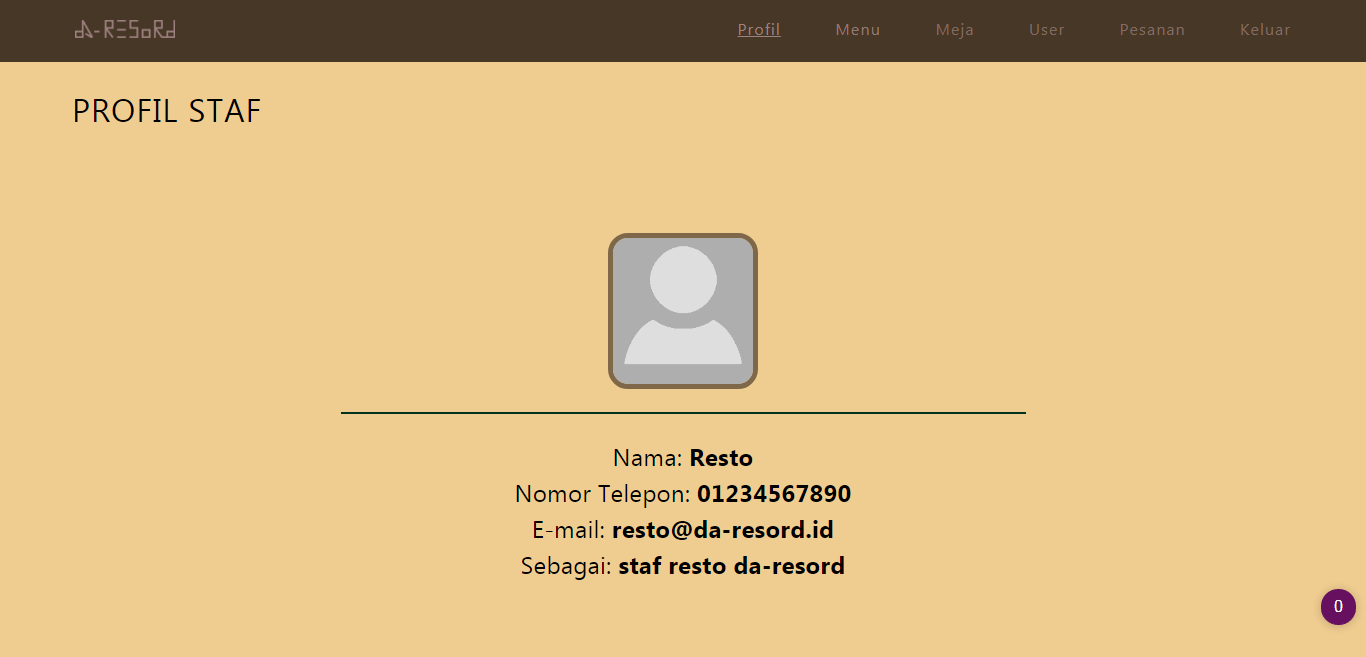 da-RESoRd
Profil Menu Meja User Pesanan Keluar
PROFIL STAF
Nama: Resto
Nomor Telepon: 01234567890
E-mail: resto@da-resord.id
Sebagai: staf resto da-resord
0